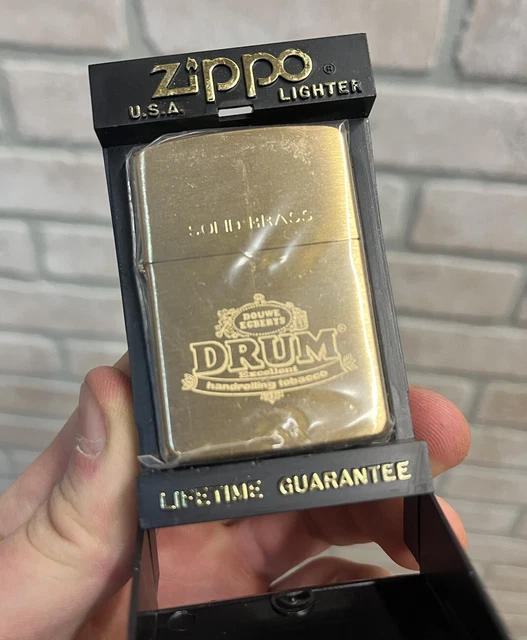 Zippo®
U.S.A. LIGHTER
SOLID BRASS
DOUWE
EGBERTS
DRUM®
Excellent
handrolling tobacco
LIFETIME GUARANTEE